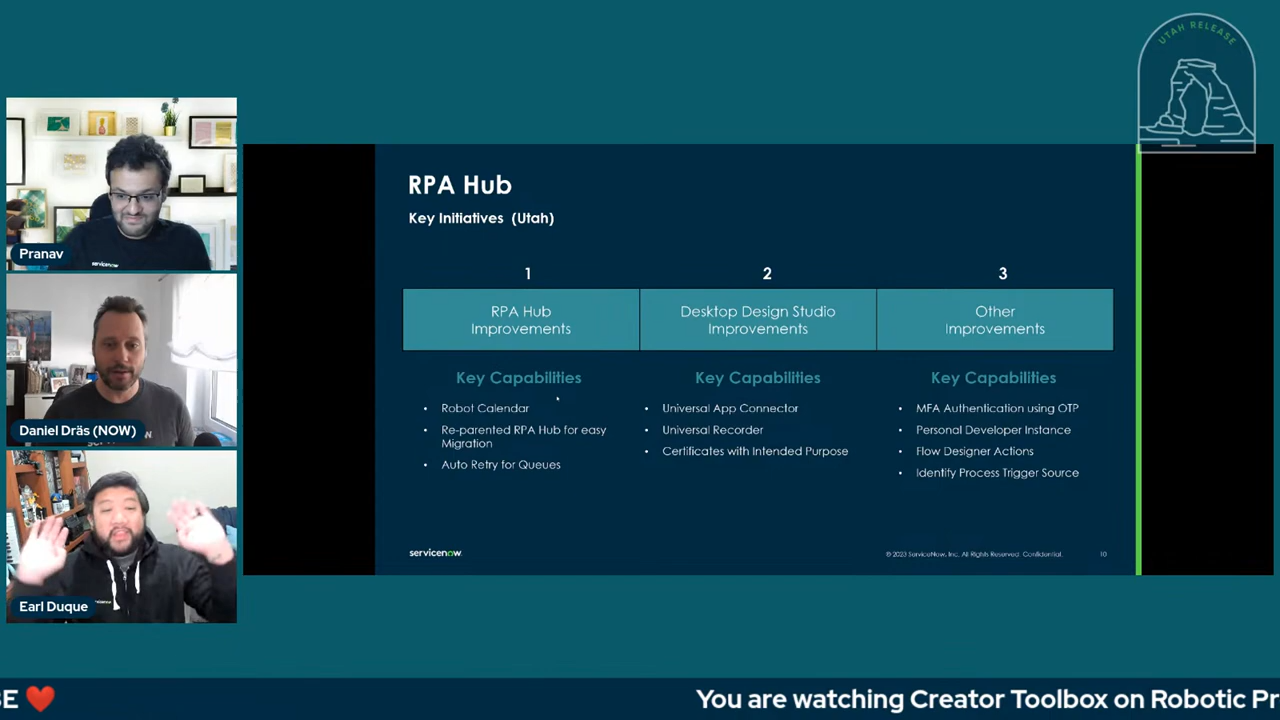 UTAH RELEASE
RPA Hub
Key Initiatives (Utah)
1
2
3
RPA Hub
Improvements
Desktop Design Studio
Improvements
Other
Improvements
Key Capabilities
• Robot Calendar
• Re-parented RPA Hub for easy
Migration
• Auto Retry for Queues
Key Capabilities
• Universal App Connector
• Universal Recorder
• Certificates with Intended Purpose
Key Capabilities
• MFA Authentication using OTP
• Personal Developer Instance
• Flow Designer Actions
• Identify Process Trigger Source
servicenow
© 2023 ServiceNow, Inc. All Rights Reserved. Confidential.
10
servicenow
Pranav
Daniel Dräs (NOW)
Earl Duque
E ❤️
You are watching Creator Toolbox on Robotic Pr